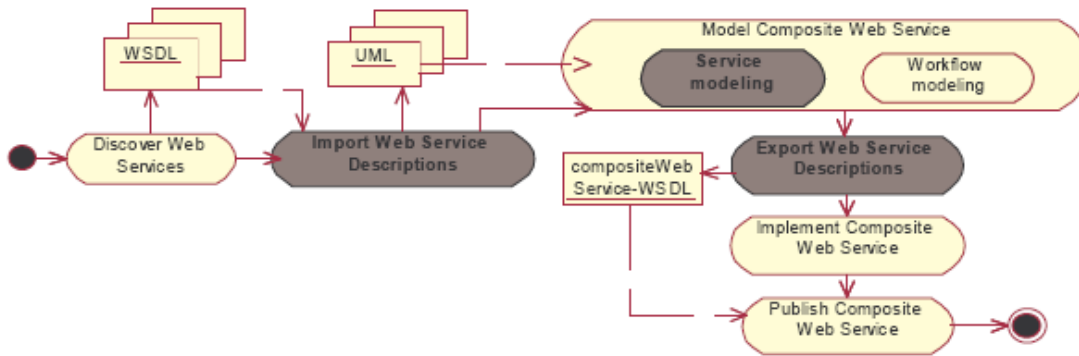 WSDL
UML
Model Composite Web Service
Service
modeling
Workflow
modeling
Discover Web
Services
Import Web Service
Descriptions
Export Web Service
Descriptions
compositeWeb
Service-WSDL
Implement Composite
Web Service
Publish Composite
Web Service